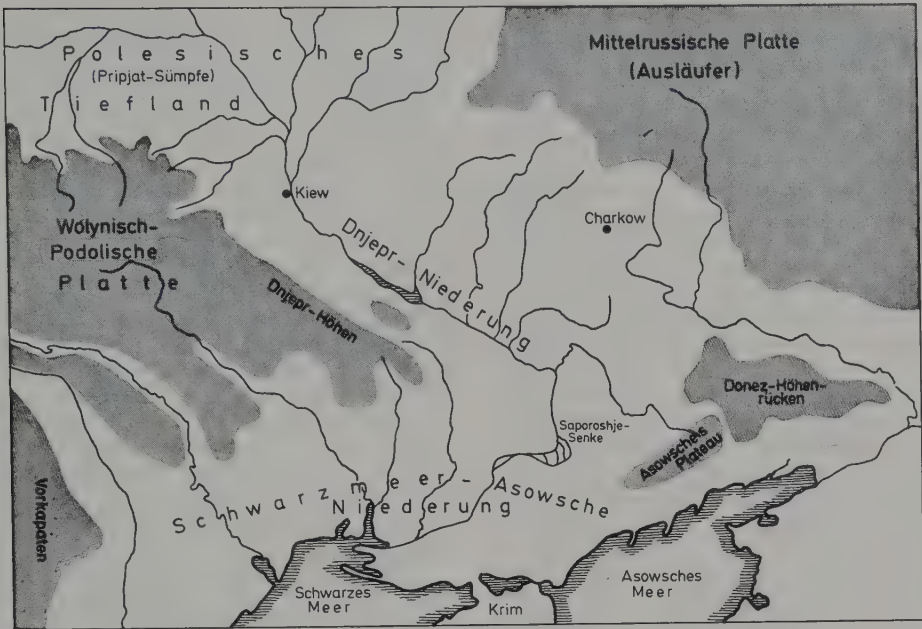 Polesisches
(Pripjat-Sümpfe)
Tiefland
Mittelrussische Platte
(Ausläufer)
Kiew
Charkow
Wolynisch-
Podolische
Platte
Dnjepr-Niederung
Dnjepr-Höhen
Donez-Höhen-
rücken
Saporoshje-
Senke
Asowsches
Plateau
Vorkapaten
Schwarzmeer-Asowsche
Niederung
Schwarzes
Meer
Krim
Asowsches
Meer